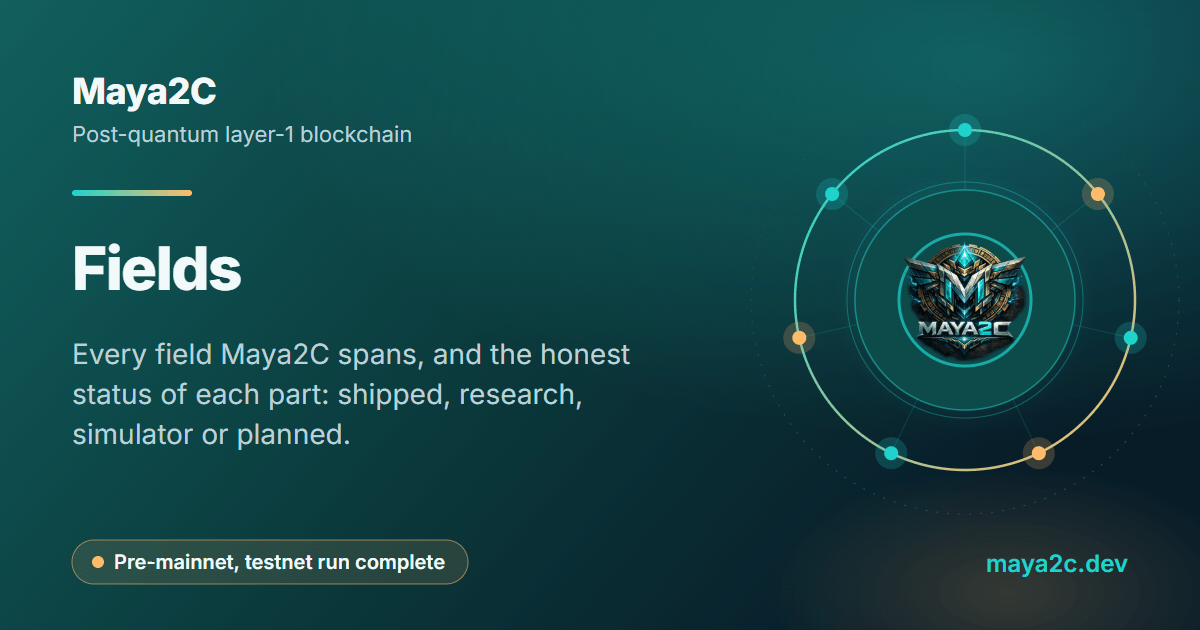 Maya2C
Post-quantum layer-1 blockchain
Fields
Every field Maya2C spans, and the honest
status of each part: shipped, research,
simulator or planned.
MAYA2C
Pre-mainnet, testnet run complete
maya2c.dev